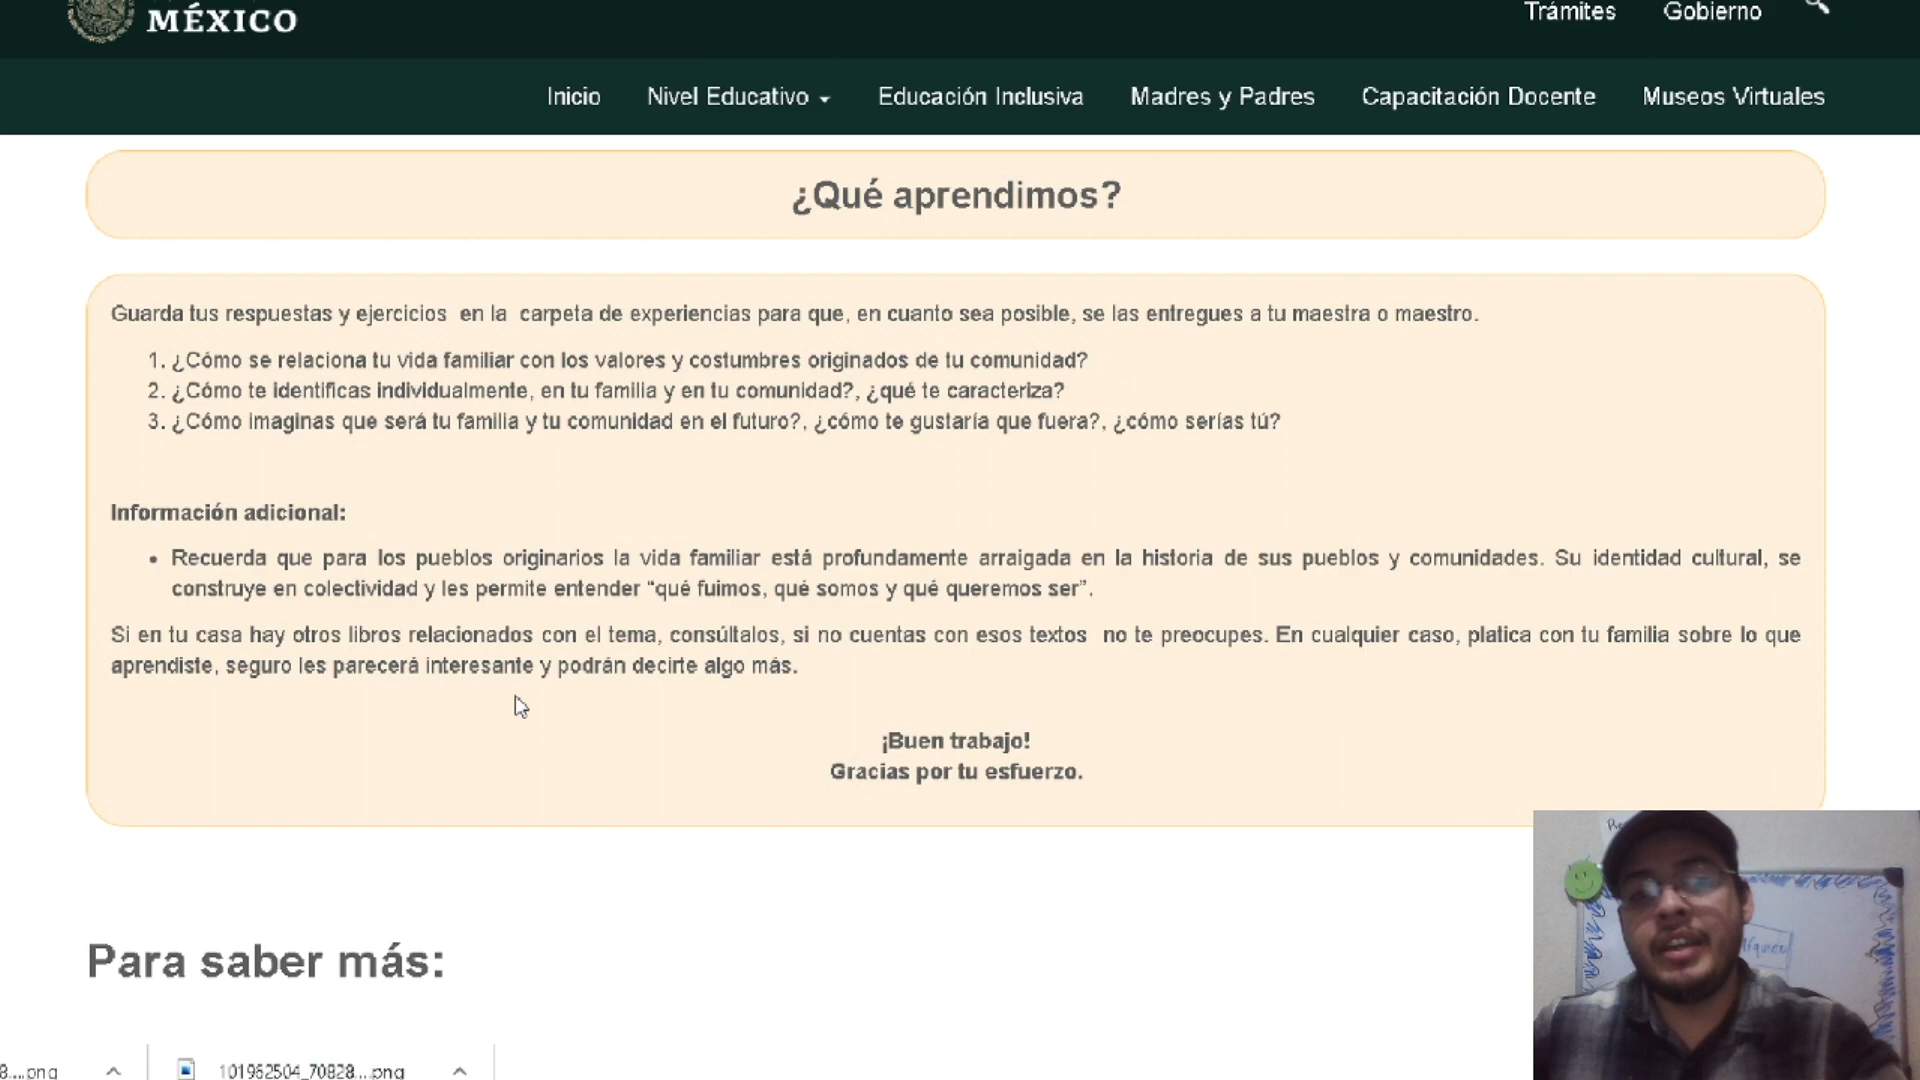 MÉXICO
Trámites Gobierno
Inicio Nivel Educativo Educación Inclusiva Madres y Padres Capacitación Docente Museos Virtuales
¿Qué aprendimos?
Guarda tus respuestas y ejercicios en la carpeta de experiencias para que, en cuanto sea posible, se las entregues a tu maestra o maestro.
1. ¿Cómo se relaciona tu vida familiar con los valores y costumbres originados de tu comunidad?
2. ¿Cómo te identificas individualmente, en tu familia y en tu comunidad?, ¿qué te caracteriza?
3. ¿Cómo imaginas que será tu familia y tu comunidad en el futuro?, ¿cómo te gustaría que fuera?, ¿cómo serías tú?
Información adicional:
• Recuerda que para los pueblos originarios la vida familiar está profundamente arraigada en la historia de sus pueblos y comunidades. Su identidad cultural, se
construye en colectividad y les permite entender “qué fuimos, qué somos y qué queremos ser”.
Si en tu casa hay otros libros relacionados con el tema, consúltalos, si no cuentas con esos textos no te preocupes. En cualquier caso, platica con tu familia sobre lo que
aprendiste, seguro les parecerá interesante y podrán decirte algo más.
¡Buen trabajo!
Gracias por tu esfuerzo.
Para saber más:
8....png 101962504_70828....png